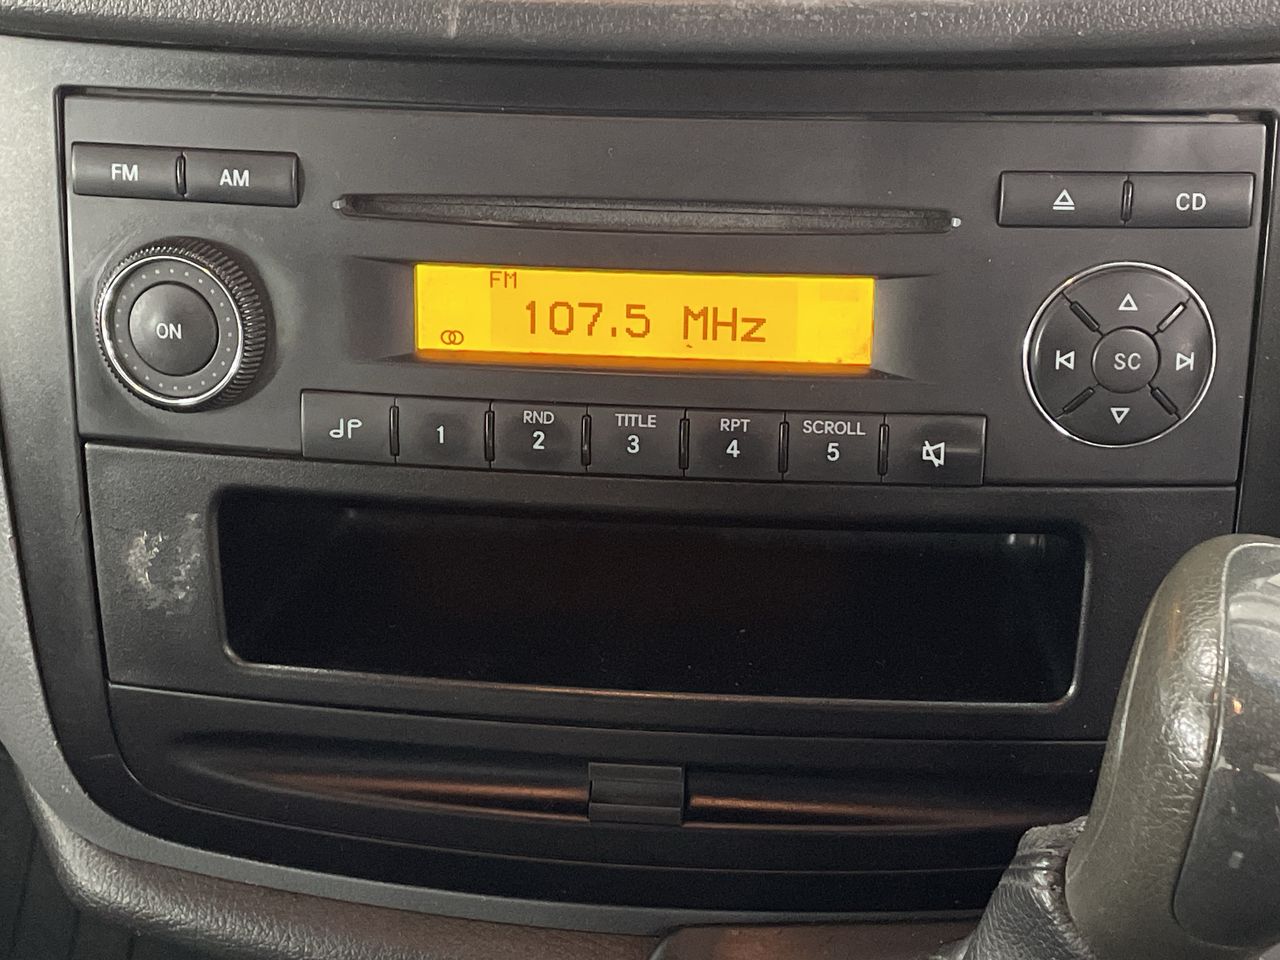 FM
AM
CD
FM
107.5 MHz
ON
SC
1
RND
2
TITLE
3
RPT
4
SCROLL
5